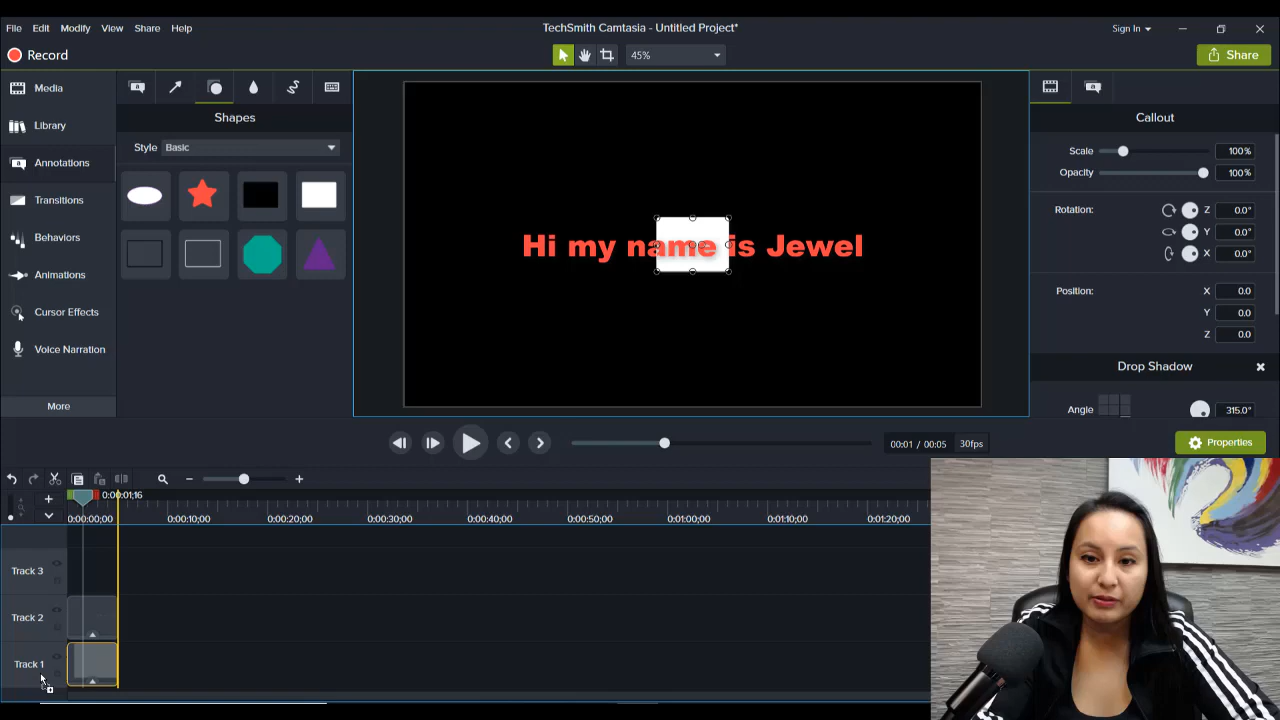 TechSmith Camtasia - Untitled Project*
File Edit Modify View Share Help
Sign In
Record
45%
Share
Media
Library
Annotations
Transitions
Behaviors
Animations
Cursor Effects
Voice Narration
More
Shapes
Style Basic
Hi my name is Jewel
Callout
Scale 100%
Opacity 100%
Rotation: Z 0.0°
Y 0.0°
X 0.0°
Position: X 0.0
Y 0.0
Z 0.0
Drop Shadow
Angle 315.0°
00:01 / 00:05 30fps
Properties
0:00:01;16
0:00:00;00 0:00:10;00 0:00:20;00 0:00:30;00 0:00:40;00 0:00:50;00 0:01:00;00 0:01:10;00 0:01:20;00
Track 3
Track 2
Track 1